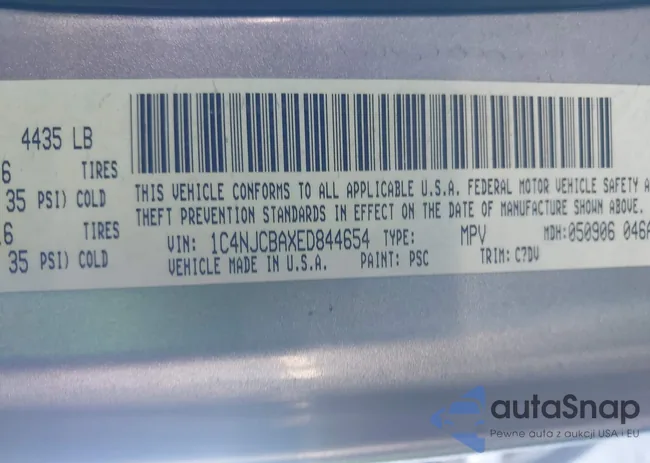 4435 LB
6 TIRES
35 PSI) COLD
.6 TIRES
35 PSI) COLD
THIS VEHICLE CONFORMS TO ALL APPLICABLE U.S.A. FEDERAL MOTOR VEHICLE SAFETY A
THEFT PREVENTION STANDARDS IN EFFECT ON THE DATE OF MANUFACTURE SHOWN ABOVE.
VIN: 1C4NJCBAXED844654 TYPE: MPV MDH:050906 046A
VEHICLE MADE IN U.S.A. PAINT: PSC TRIM: C7DV
autaSnap
Pewne auta z aukcji USA i EU